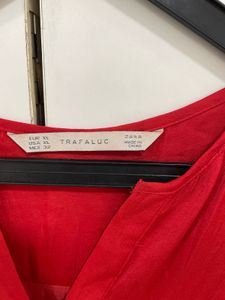 EUR XL
USA XL
MEX 32
TRAFALUC
ZARA
MADE IN
CHINA